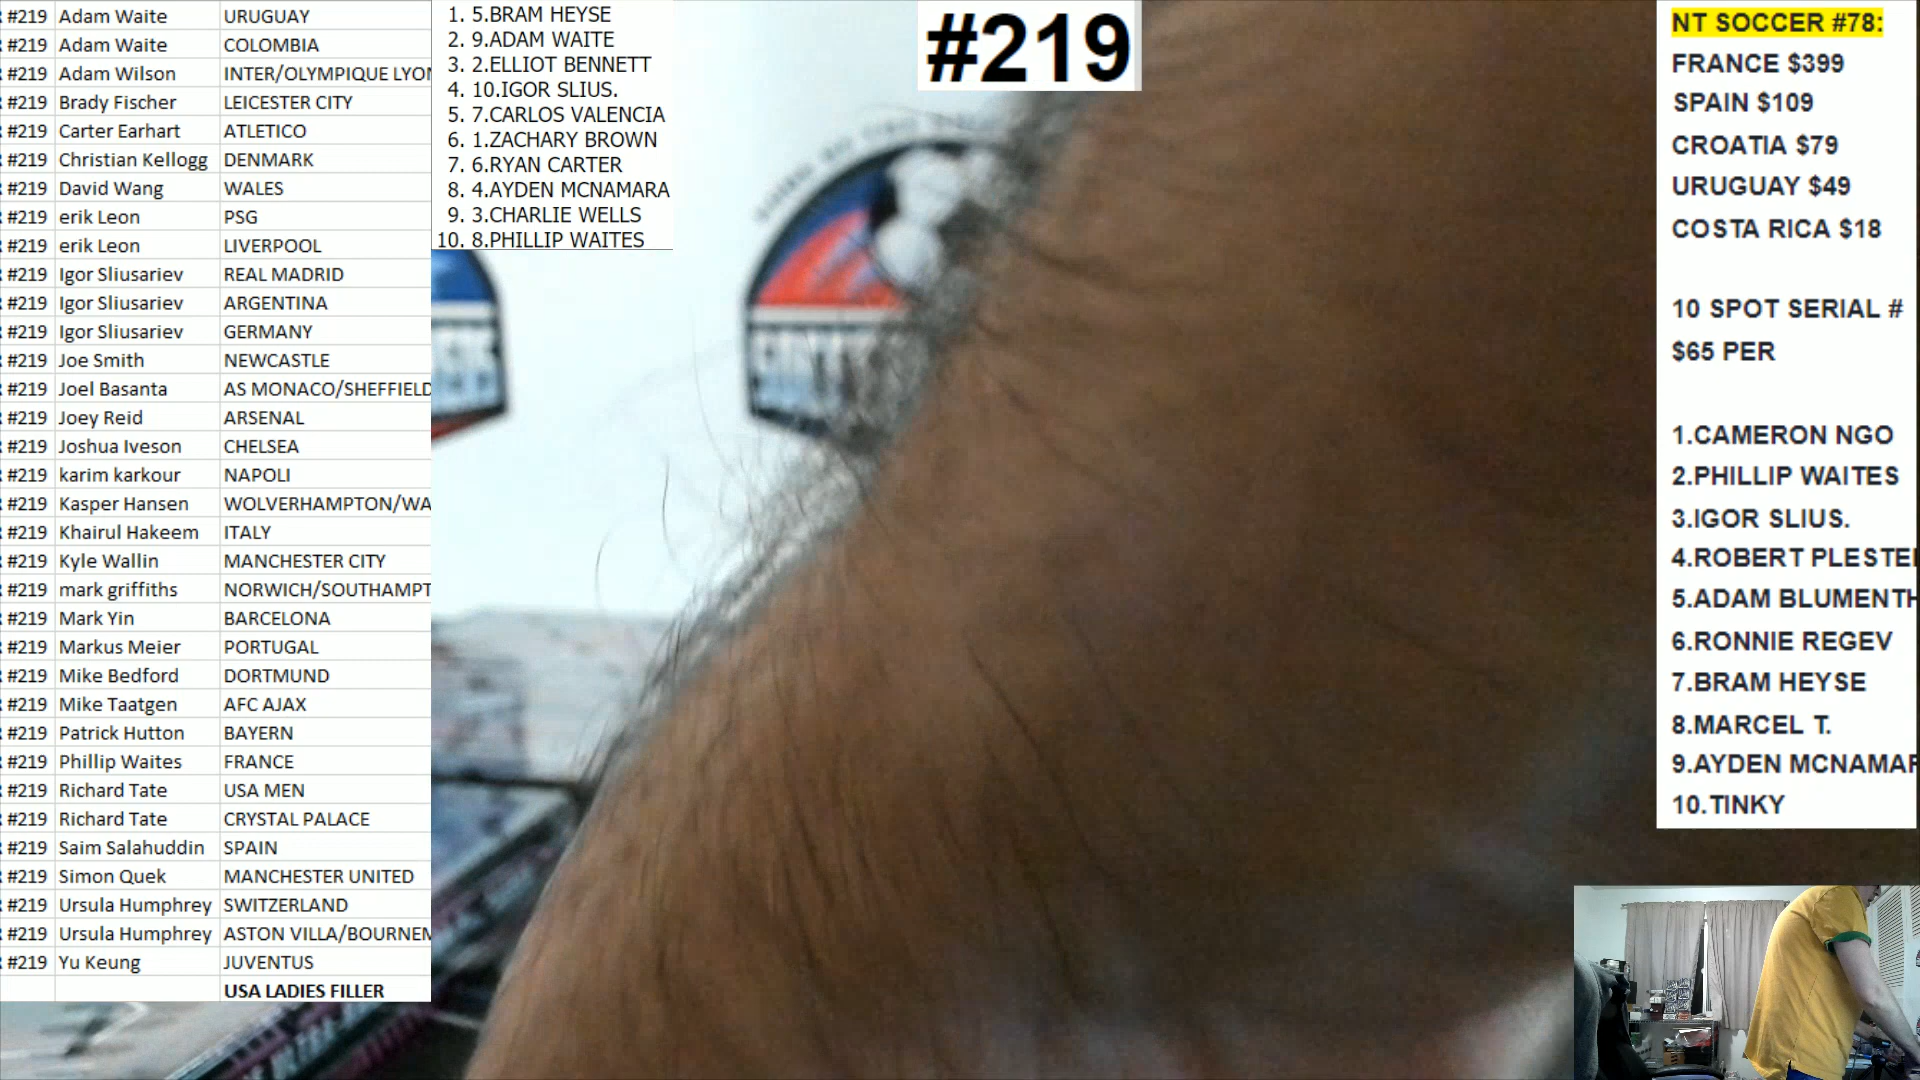 #219 Adam Waite URUGUAY
#219 Adam Waite COLOMBIA
#219 Adam Wilson INTER/OLYMPIQUE LYO
#219 Brady Fischer LEICESTER CITY
#219 Carter Earhart ATLETICO
#219 Christian Kellogg DENMARK
#219 David Wang WALES
#219 erik Leon PSG
#219 erik Leon LIVERPOOL
#219 Igor Sliusariev REAL MADRID
#219 Igor Sliusariev ARGENTINA
#219 Igor Sliusariev GERMANY
#219 Joe Smith NEWCASTLE
#219 Joel Basanta AS MONACO/SHEFFIELD
#219 Joey Reid ARSENAL
#219 Joshua Iveson CHELSEA
#219 karim karkour NAPOLI
#219 Kasper Hansen WOLVERHAMPTON/WA
#219 Khairul Hakeem ITALY
#219 Kyle Wallin MANCHESTER CITY
#219 mark griffiths NORWICH/SOUTHAMPT
#219 Mark Yin BARCELONA
#219 Markus Meier PORTUGAL
#219 Mike Bedford DORTMUND
#219 Mike Taatgen AFC AJAX
#219 Patrick Hutton BAYERN
#219 Phillip Waites FRANCE
#219 Richard Tate USA MEN
#219 Richard Tate CRYSTAL PALACE
#219 Saim Salahuddin SPAIN
#219 Simon Quek MANCHESTER UNITED
#219 Ursula Humphrey SWITZERLAND
#219 Ursula Humphrey ASTON VILLA/BOURNEM
#219 Yu Keung JUVENTUS
USA LADIES FILLER
1. 5.BRAM HEYSE
2. 9.ADAM WAITE
3. 2.ELLIOT BENNETT
4. 10.IGOR SLIUS.
5. 7.CARLOS VALENCIA
6. 1.ZACHARY BROWN
7. 6.RYAN CARTER
8. 4.AYDEN MCNAMARA
9. 3.CHARLIE WELLS
10. 8.PHILLIP WAITES
#219
NT SOCCER #78:
FRANCE $399
SPAIN $109
CROATIA $79
URUGUAY $49
COSTA RICA $18
10 SPOT SERIAL #
$65 PER
1.CAMERON NGO
2.PHILLIP WAITES
3.IGOR SLIUS.
4.ROBERT PLESTE
5.ADAM BLUMENTH
6.RONNIE REGEV
7.BRAM HEYSE
8.MARCEL T.
9.AYDEN MCNAMAR
10.TINKY